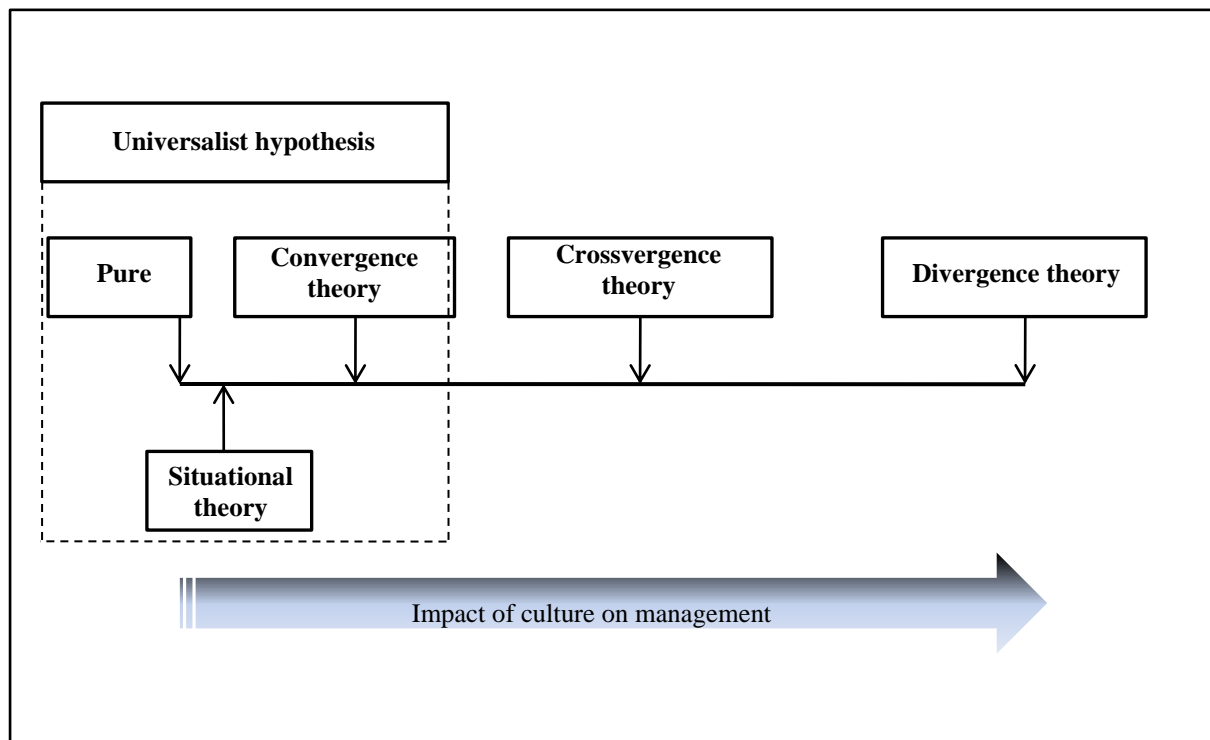 Universalist hypothesis
Pure
Convergence
theory
Crossvergence
theory
Divergence theory
Situational
theory
Impact of culture on management